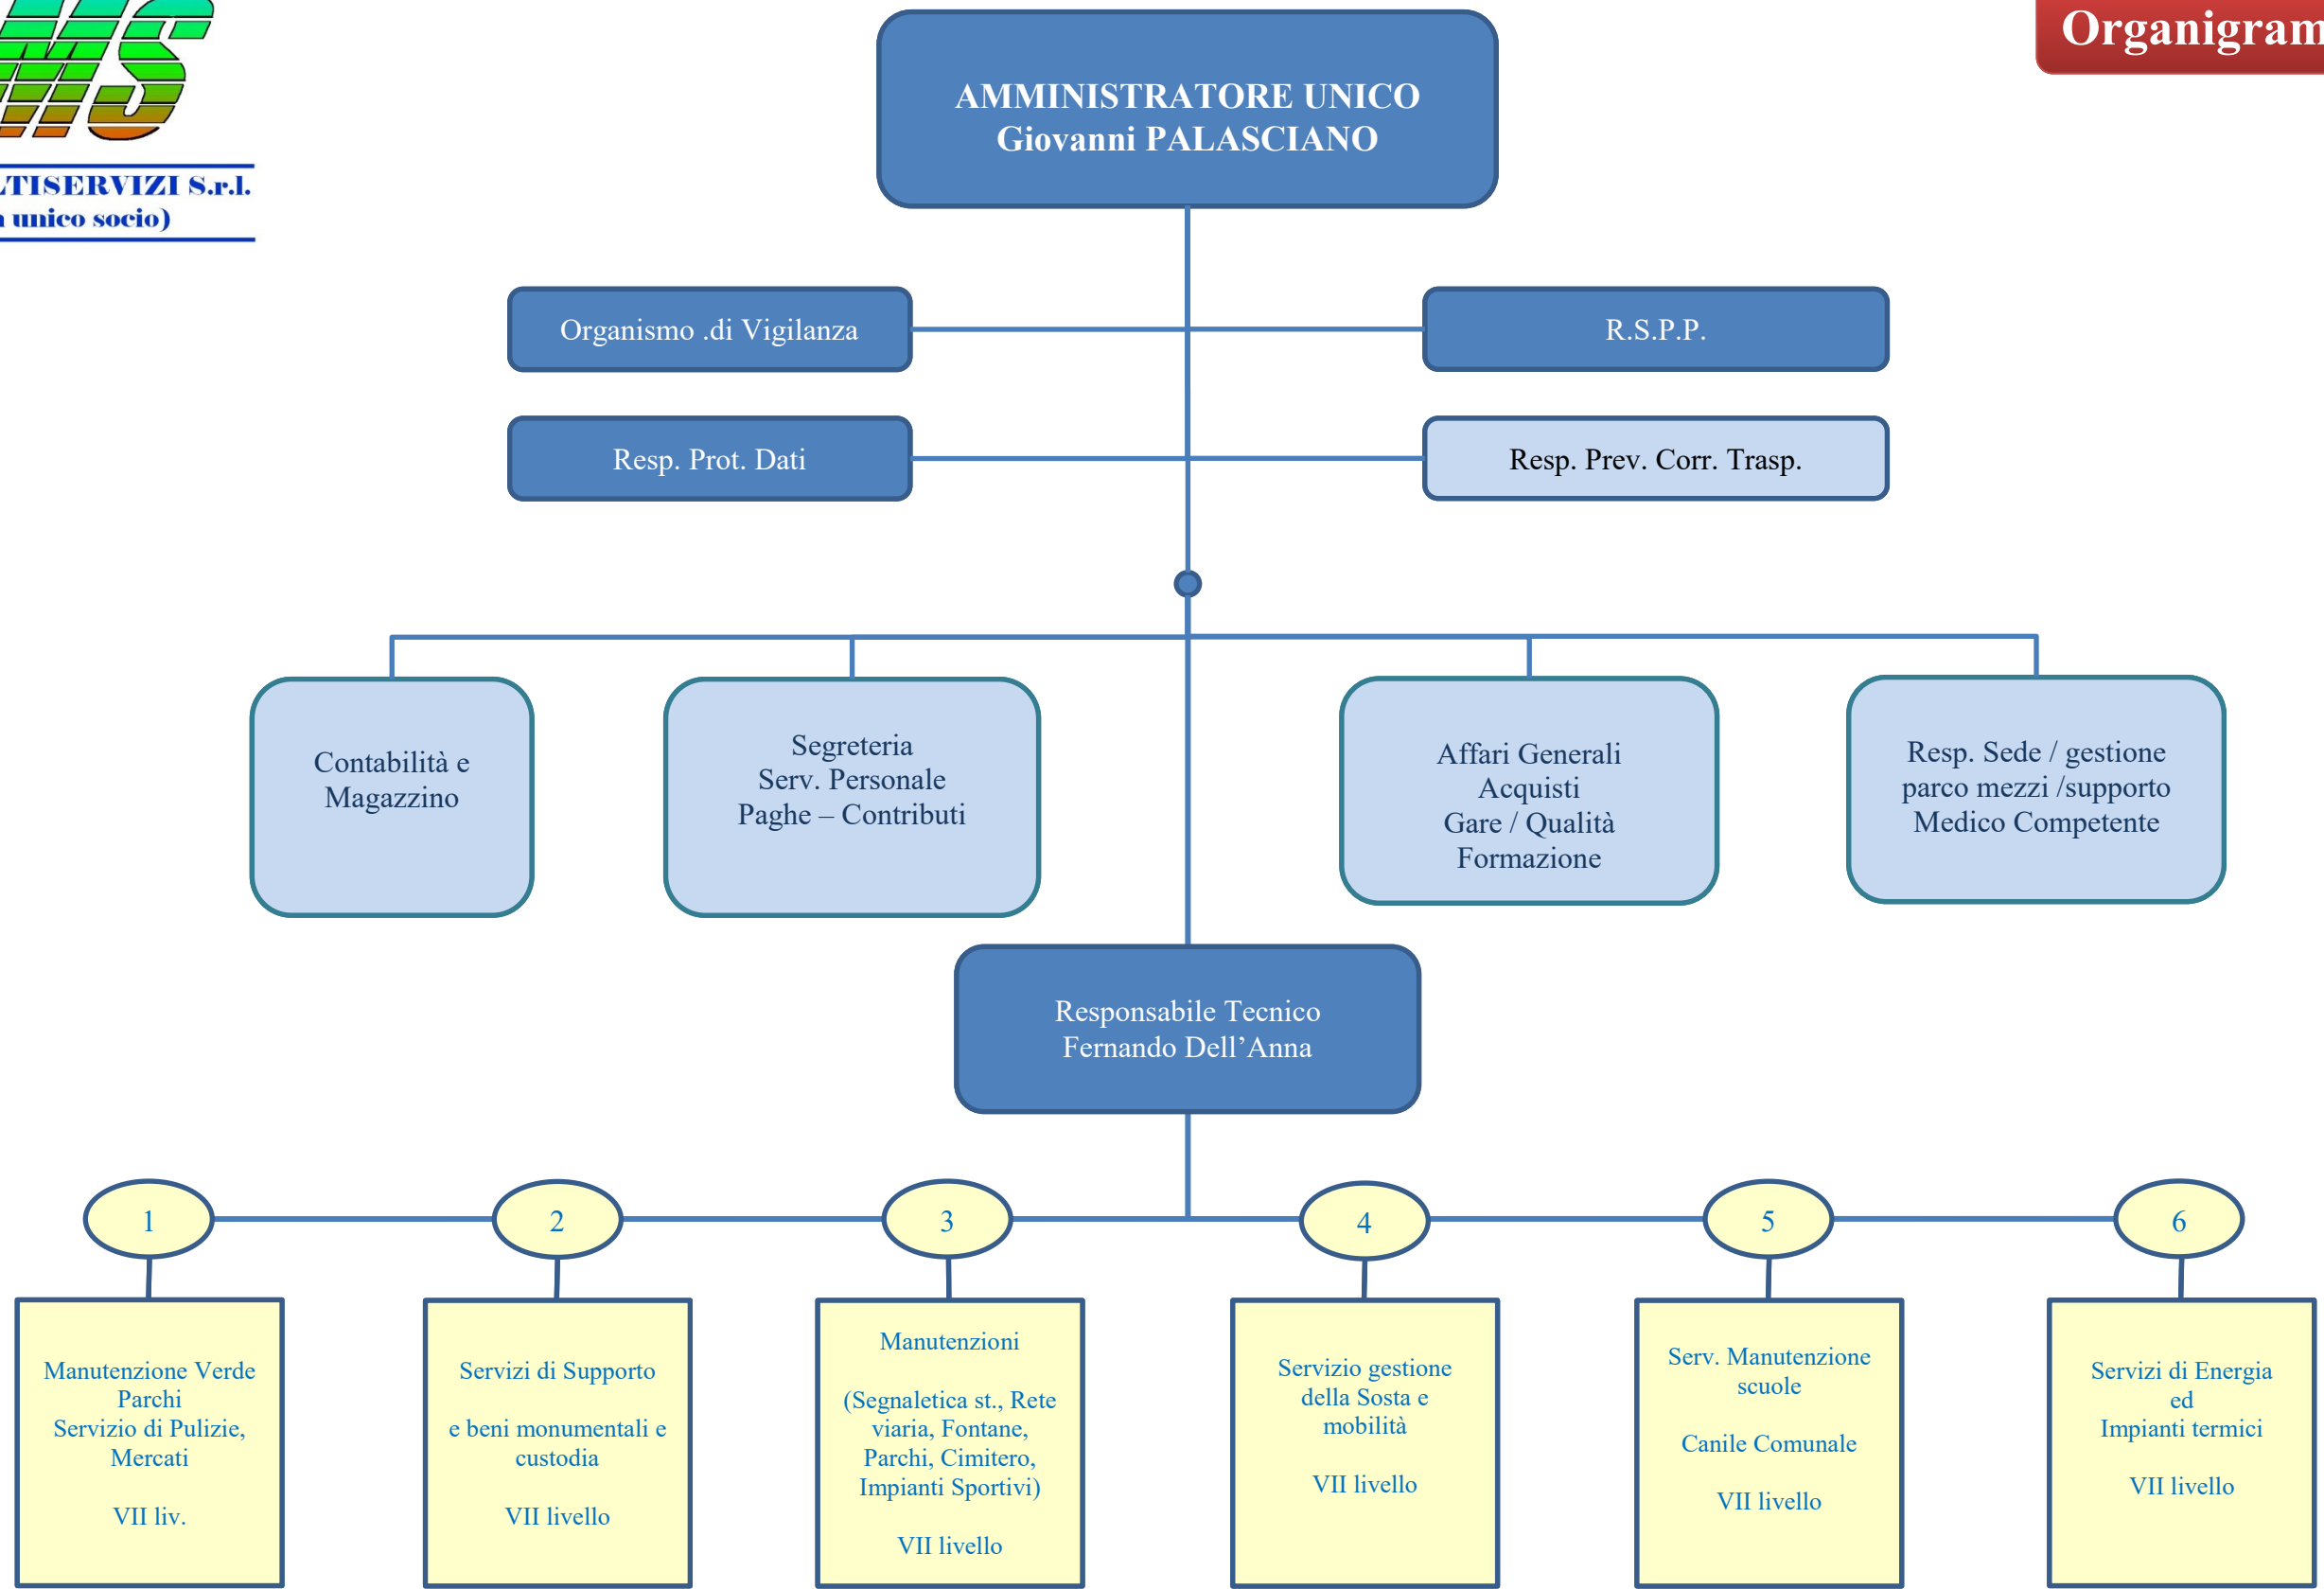 MS
LTISERVIZI S.r.l.
unico socio)
Organigram
AMMINISTRATORE UNICO
Giovanni PALASCIANO
Organismo .di Vigilanza
R.S.P.P.
Resp. Prot. Dati
Resp. Prev. Corr. Trasp.
Contabilità e
Magazzino
Segreteria
Serv. Personale
Paghe – Contributi
Affari Generali
Acquisti
Gare / Qualità
Formazione
Resp. Sede / gestione
parco mezzi /supporto
Medico Competente
Responsabile Tecnico
Fernando Dell’Anna
1
2
3
4
5
6
Manutenzione Verde
Parchi
Servizio di Pulizie,
Mercati
VII liv.
Servizi di Supporto
e beni monumentali e
custodia
VII livello
Manutenzioni
(Segnaletica st., Rete
viaria, Fontane,
Parchi, Cimitero,
Impianti Sportivi)
VII livello
Servizio gestione
della Sosta e
mobilità
VII livello
Serv. Manutenzione
scuole
Canile Comunale
VII livello
Servizi di Energia
ed
Impianti termici
VII livello